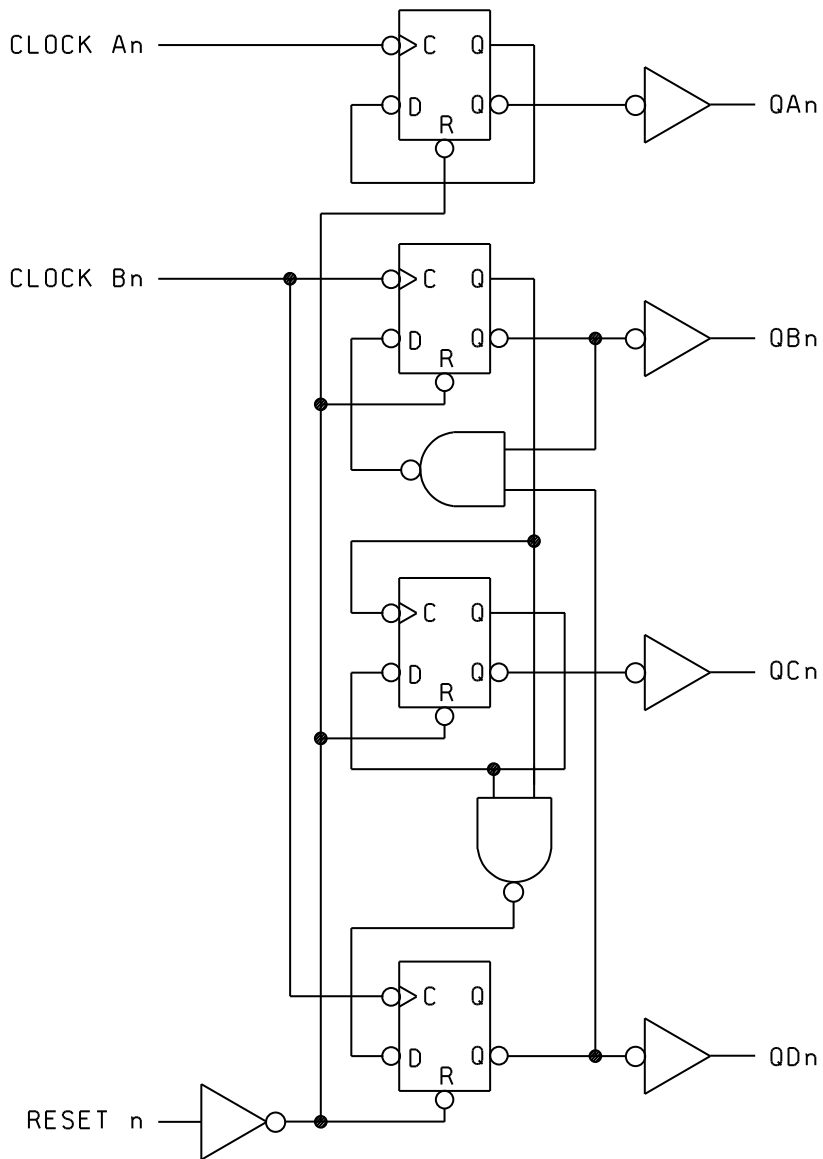 CLOCK An
C Q
D Q
R
QAn
CLOCK Bn
C Q
D Q
R
QBn
C Q
D Q
R
QCn
C Q
D Q
R
QDn
RESET n